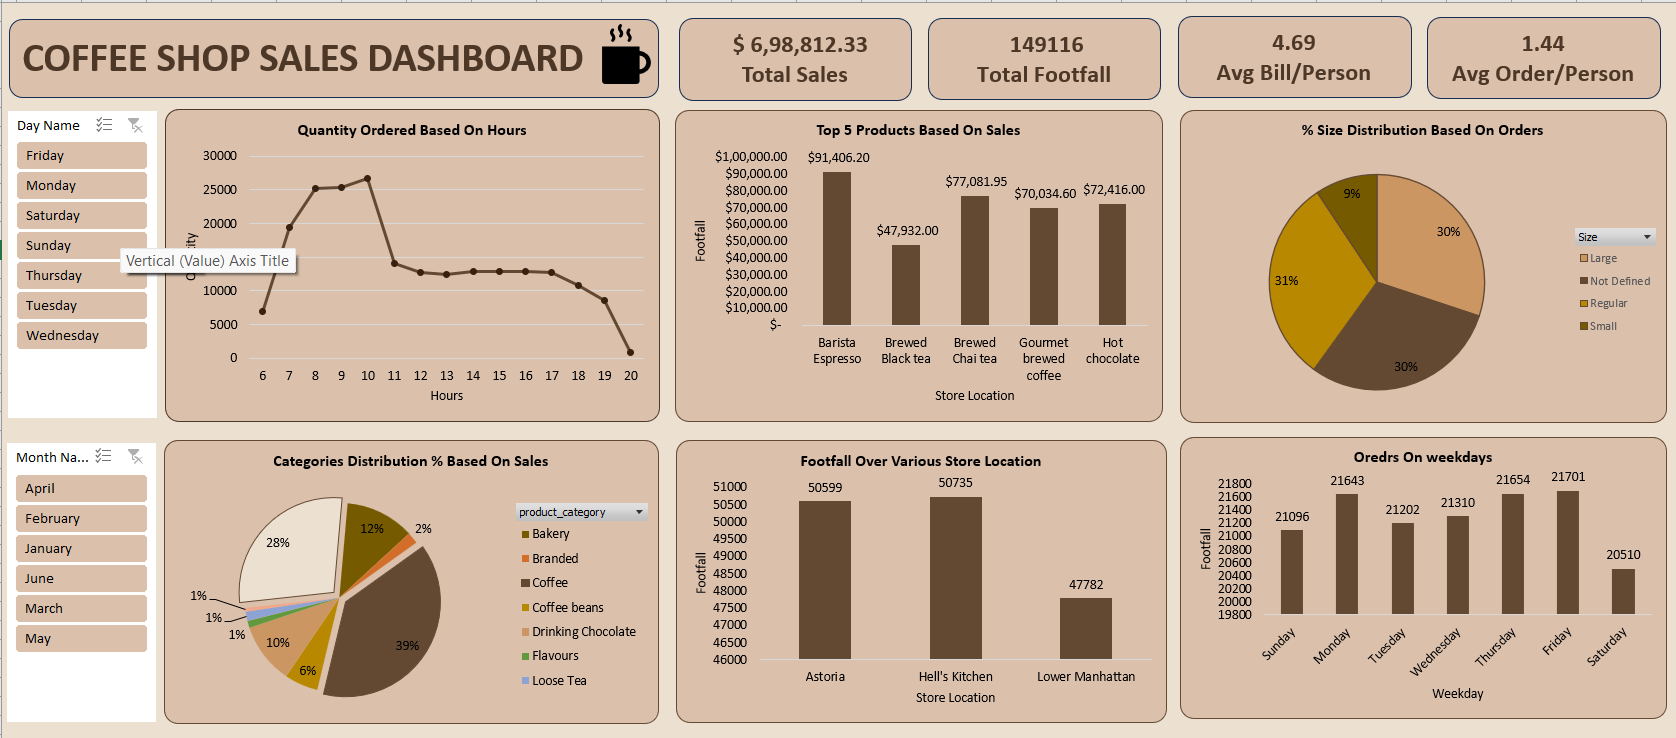 COFFEE SHOP SALES DASHBOARD
$ 6,98,812.33
Total Sales
149116
Total Footfall
4.69
Avg Bill/Person
1.44
Avg Order/Person
Day Name
Friday
Monday
Saturday
Sunday
Thursday
Tuesday
Wednesday
Vertical (Value) Axis Title
Quantity Ordered Based On Hours
30000
25000
20000
10000
5000
0
6 7 8 9 10 11 12 13 14 15 16 17 18 19 20
Hours
Top 5 Products Based On Sales
Footfall
$1,00,000.00
$90,000.00
$80,000.00
$70,000.00
$60,000.00
$50,000.00
$40,000.00
$30,000.00
$20,000.00
$10,000.00
$-
$91,406.20
$47,932.00
$77,081.95
$70,034.60
$72,416.00
Barista Espresso
Brewed Black tea
Brewed Chai tea
Gourmet brewed coffee
Hot chocolate
Store Location
% Size Distribution Based On Orders
9%
30%
31%
30%
Size
Large
Not Defined
Regular
Small
Month Na...
April
February
January
June
March
May
Categories Distribution % Based On Sales
28%
12%
2%
1%
1%
1%
10%
6%
39%
product_category
Bakery
Branded
Coffee
Coffee beans
Drinking Chocolate
Flavours
Loose Tea
Footfall Over Various Store Location
Footfall
51000
50500
50000
49500
49000
48500
48000
47500
47000
46500
46000
50599
50735
47782
Astoria
Hell's Kitchen
Lower Manhattan
Store Location
Oredrs On weekdays
Footfall
21800
21600
21400
21200
21000
20800
20600
20400
20200
20000
19800
21096
21643
21202
21310
21654
21701
20510
Sunday
Monday
Tuesday
Wednesday
Thursday
Friday
Saturday
Weekday